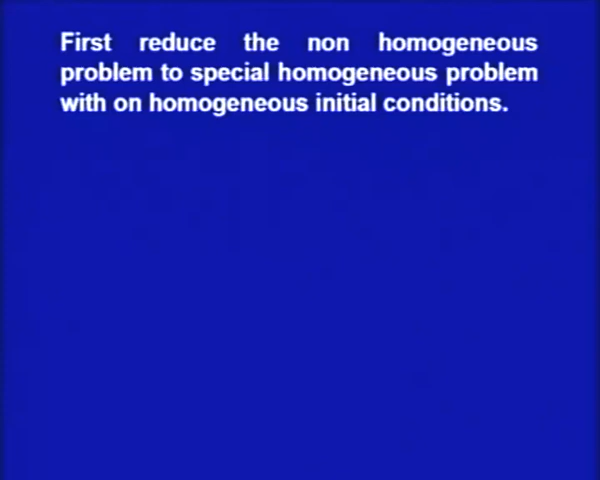 First reduce the non homogeneous
problem to special homogeneous problem
with on homogeneous initial conditions.